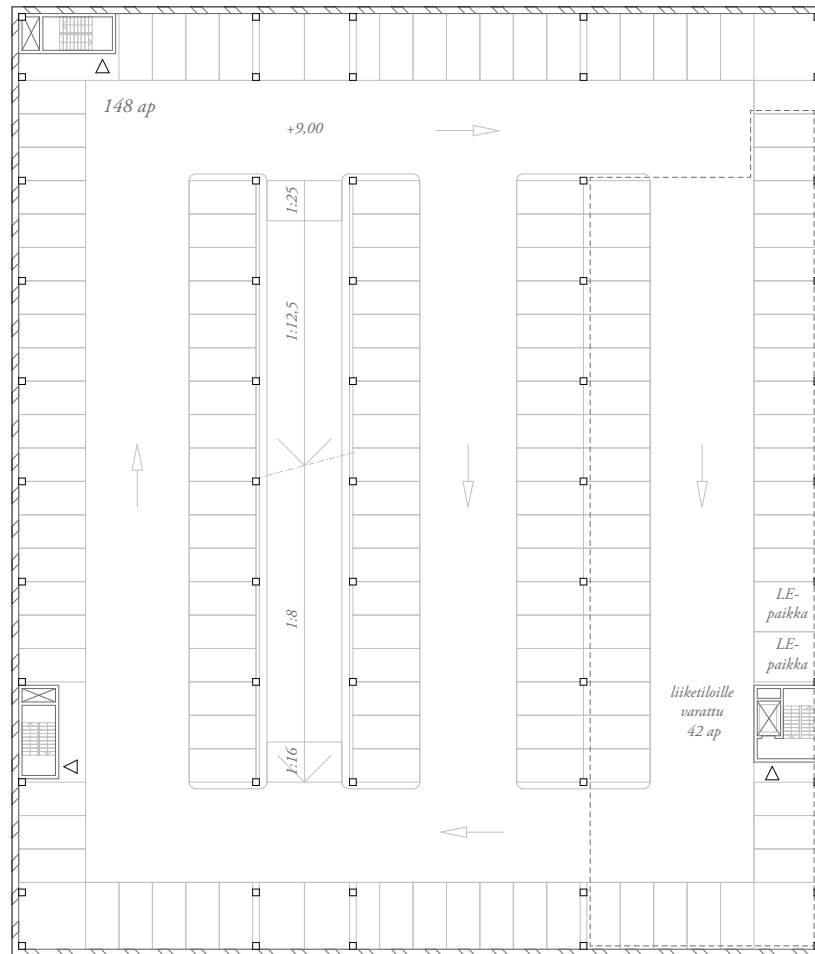 148 ap
+9,00
1:25
1:12,5
1:8
LE-
paikka
LE-
paikka
liiketiloille
varattu
42 ap
1:16